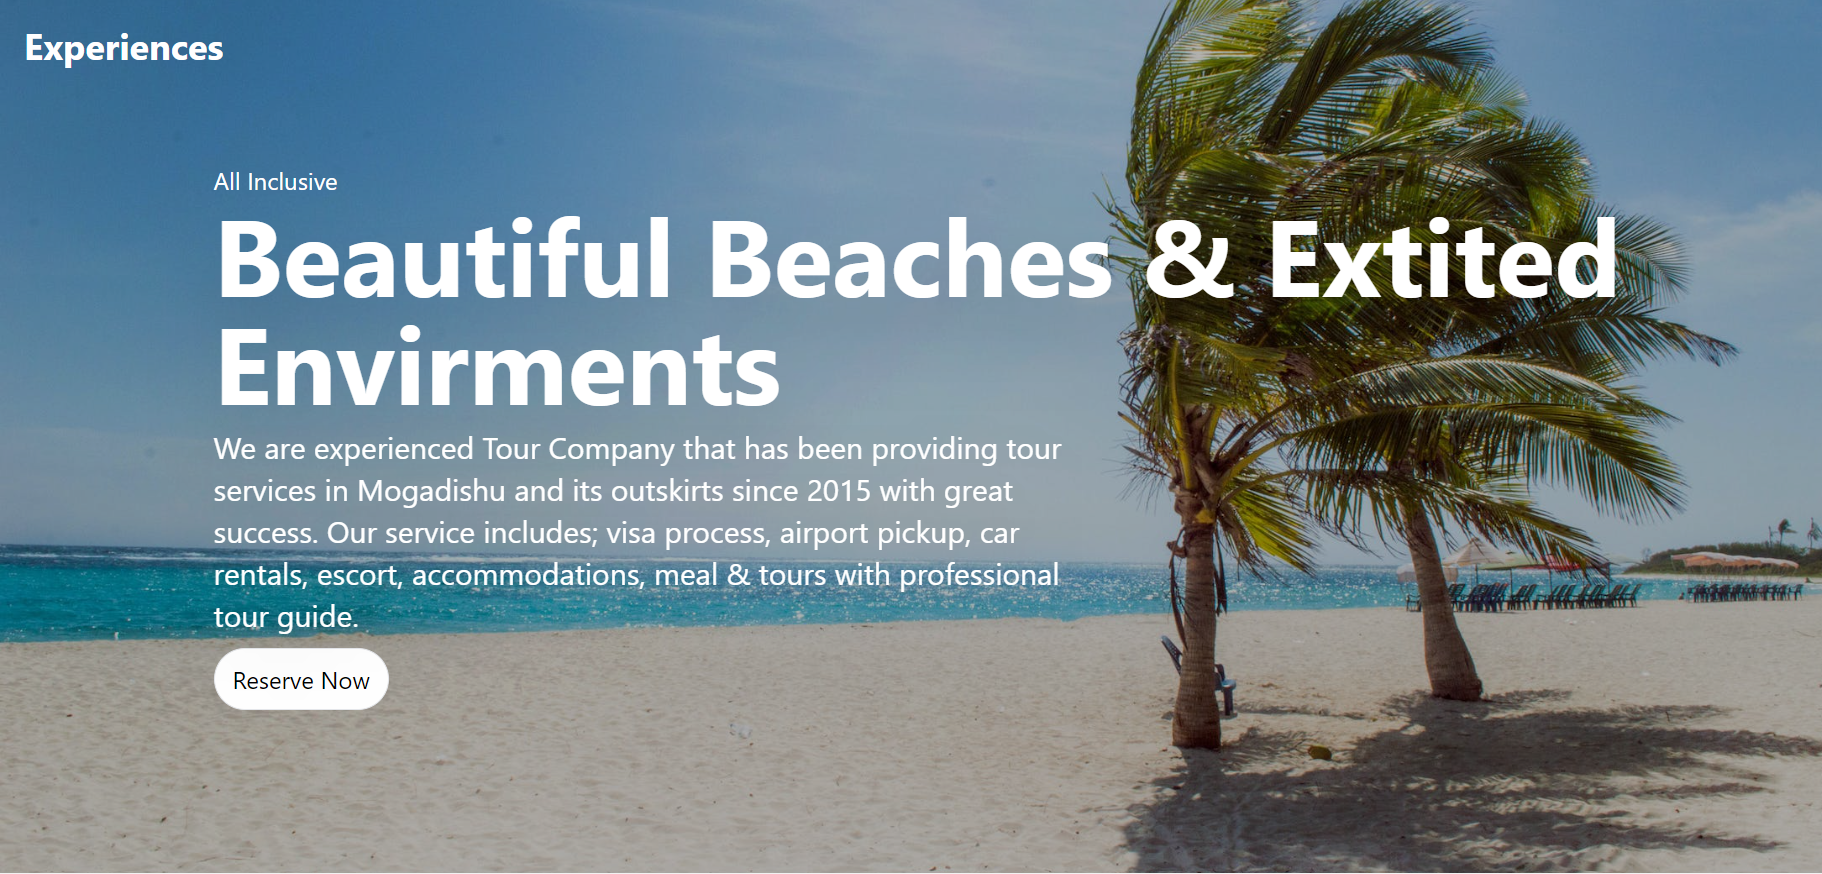 Experiences
All Inclusive
Beautiful Beaches & Extited
Envirments
We are experienced Tour Company that has been providing tour
services in Mogadishu and its outskirts since 2015 with great
success. Our service includes; visa process, airport pickup, car
rentals, escort, accommodations, meal & tours with professional
tour guide.
Reserve Now